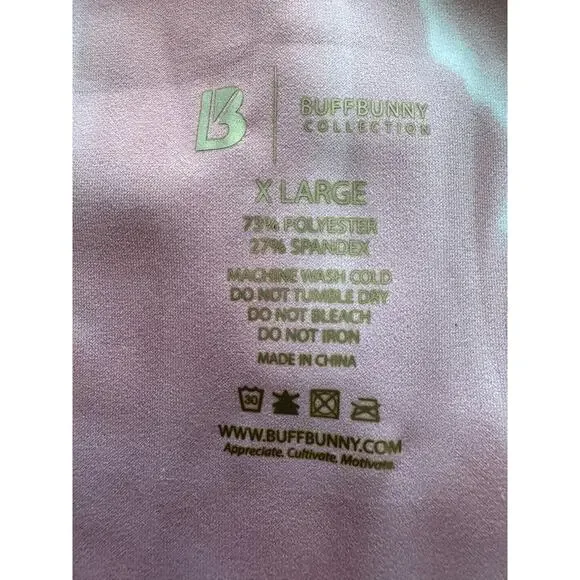 B
BUFFBUNNY
COLLECTION
X LARGE
73% POLYESTER
27% SPANDEX
MACHINE WASH COLD
DO NOT TUMBLE DRY
DO NOT BLEACH
DO NOT IRON
MADE IN CHINA
30
WWW.BUFFBUNNY.COM
Appreciate. Cultivate. Motivate.